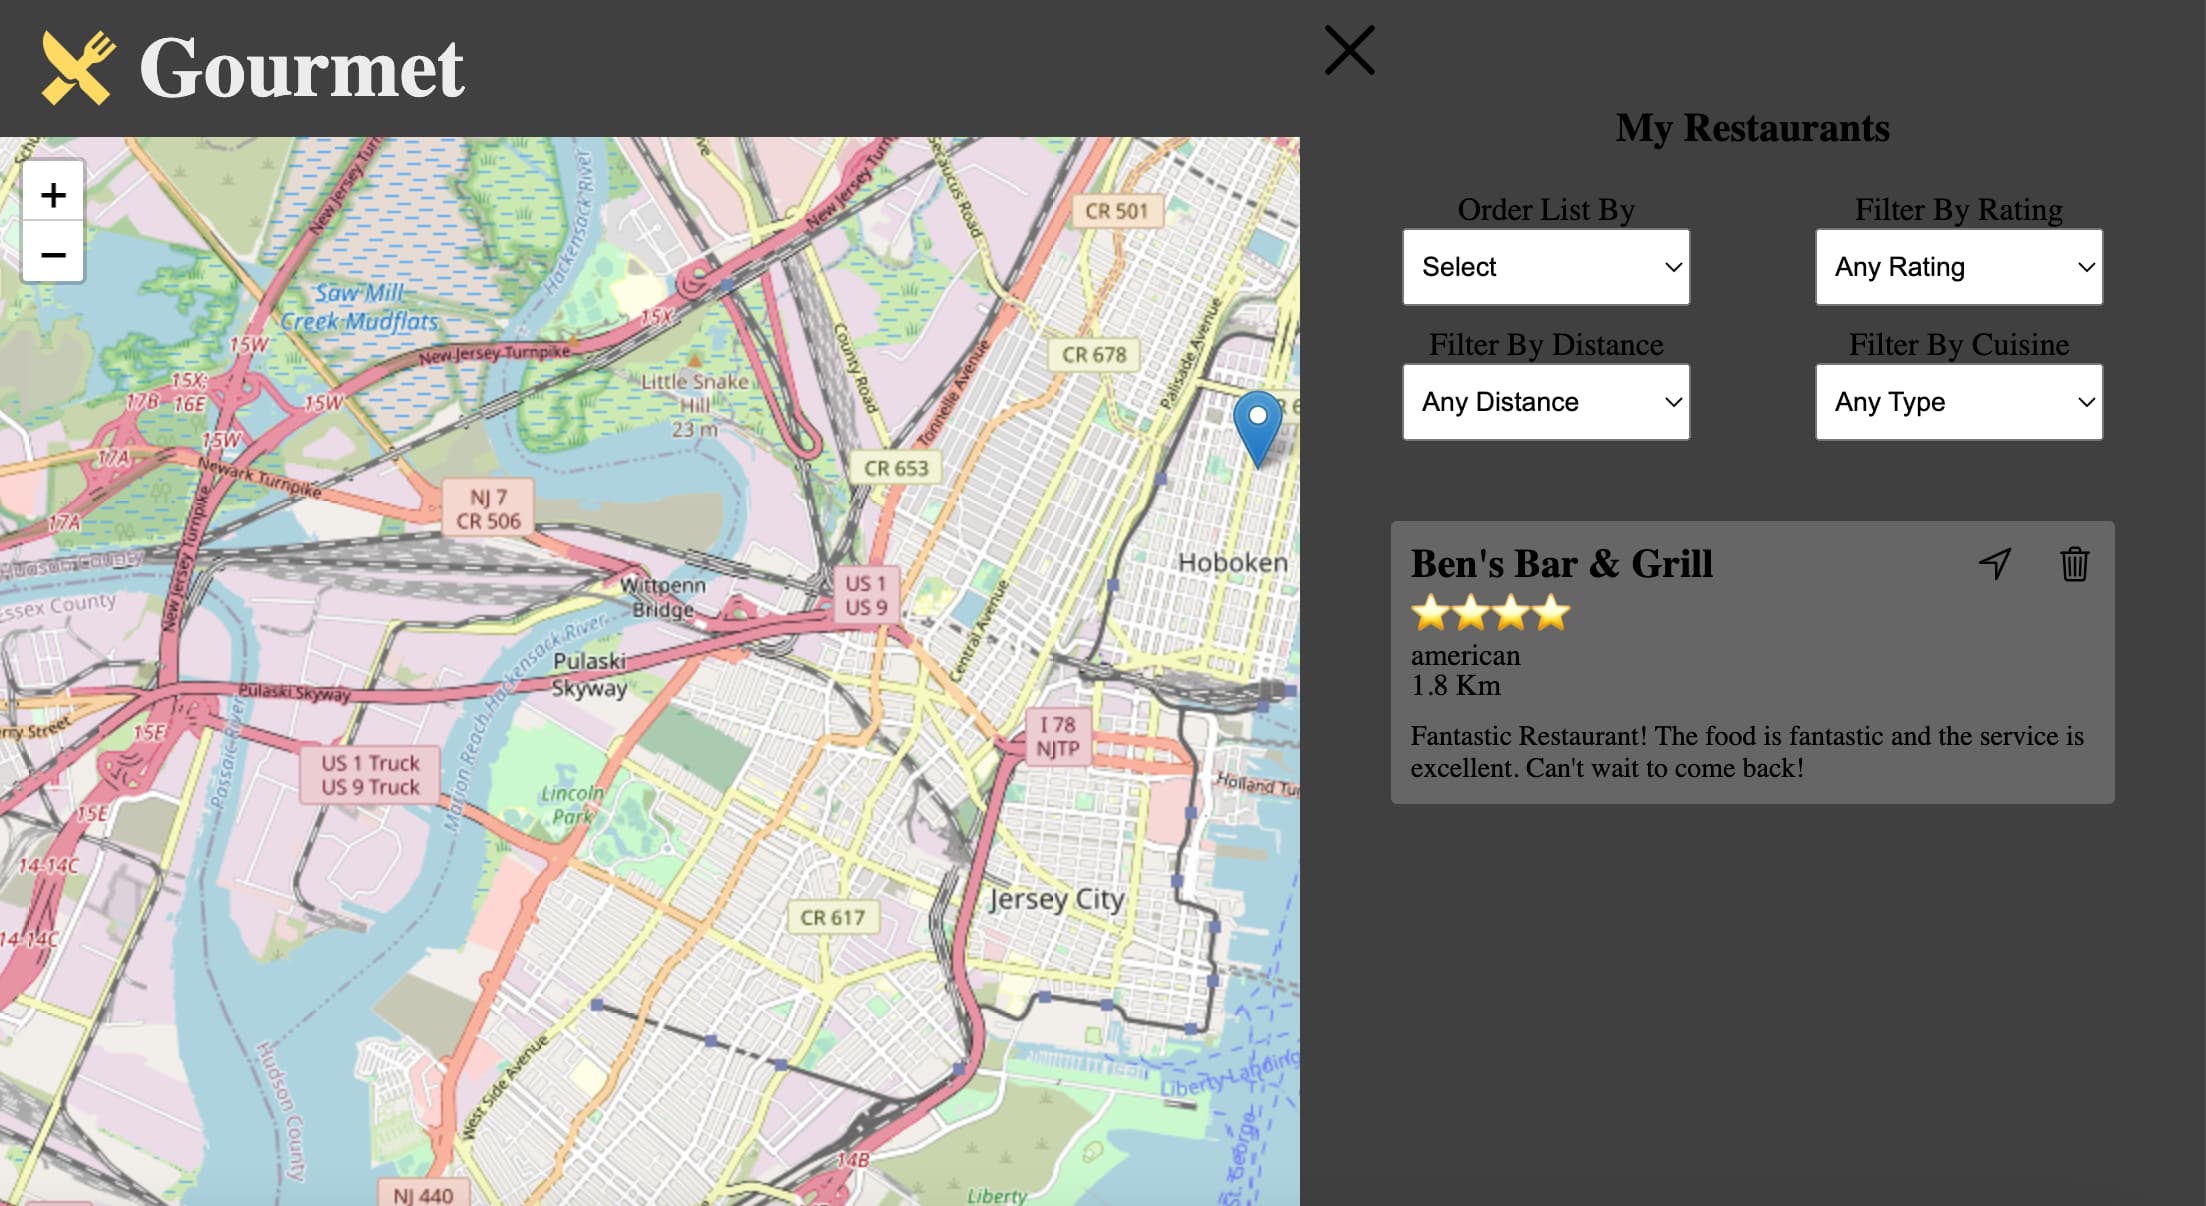 Gourmet
My Restaurants
Order List By
Select
Filter By Rating
Any Rating
Filter By Distance
Any Distance
Filter By Cuisine
Any Type
Ben's Bar & Grill
american
1.8 Km
Fantastic Restaurant! The food is fantastic and the service is
excellent. Can't wait to come back!
+
−
New Jersey Turnpike
Hackensack River
Secaucus Road
CR 501
Saw Mill
Creek Mudflats
15W
15X
New Jersey Turnpike
County Road
CR 678
Palisade Avenue
Little Snake
Hill
23 m
Tonnelle Avenue
15X;
17B 16E
15W
15W
17A
Newark Turnpike
CR 653
NJ 7
CR 506
17A
New Jersey Turnpike
Hudson County
Essex County
Hoboken
US 1
US 9
Wittpenn
Bridge
Central Avenue
Pulaski
Skyway
Pulaski Skyway
Marion Reach Hackensack River
Passaic River
15E
I 78
NJTP
US 1 Truck
US 9 Truck
Lincoln
Park
15E
14-14C
Jersey City
CR 617
14-14C
Hudson County
West Side Avenue
Liberty Landing
St. George
14B
NJ 440
Liberty